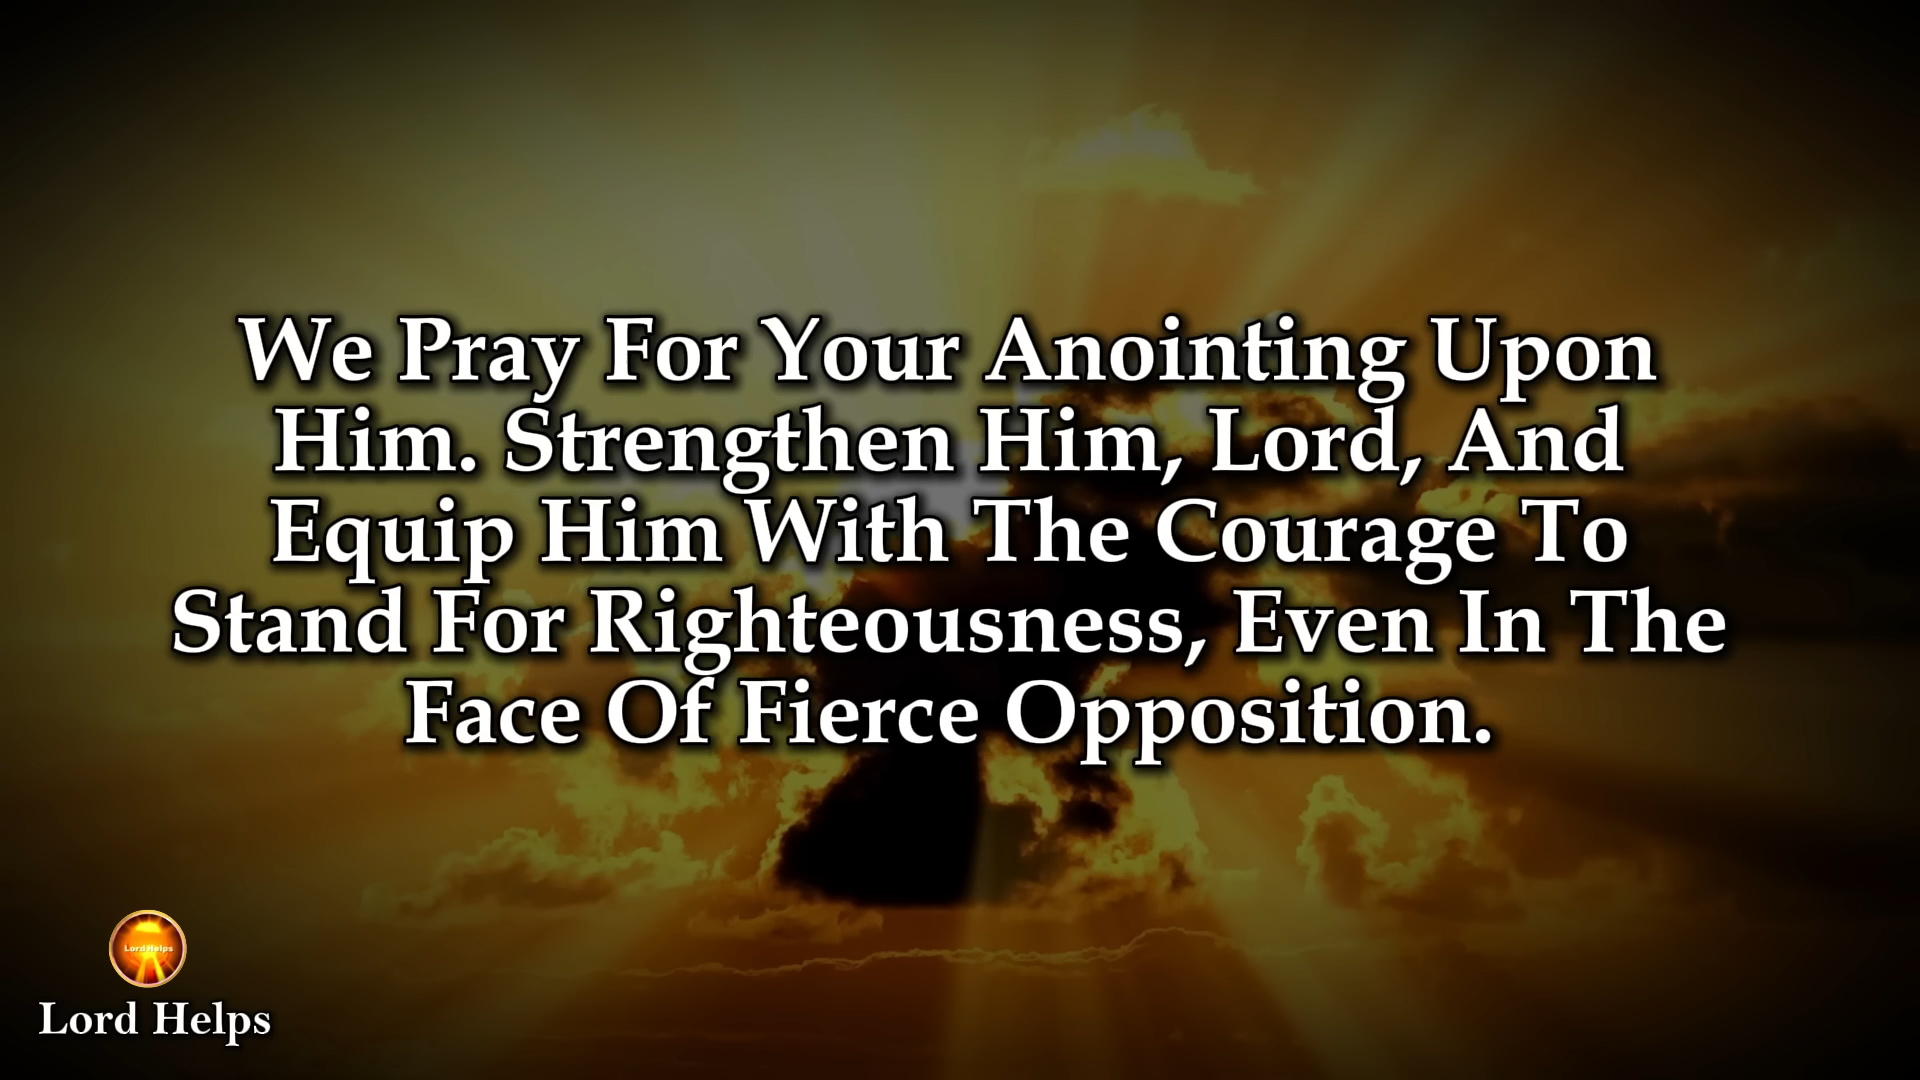 We Pray For Your Anointing Upon
Him. Strengthen Him, Lord, And
Equip Him With The Courage To
Stand For Righteousness, Even In The
Face Of Fierce Opposition.
Lord Helps
Lord Helps